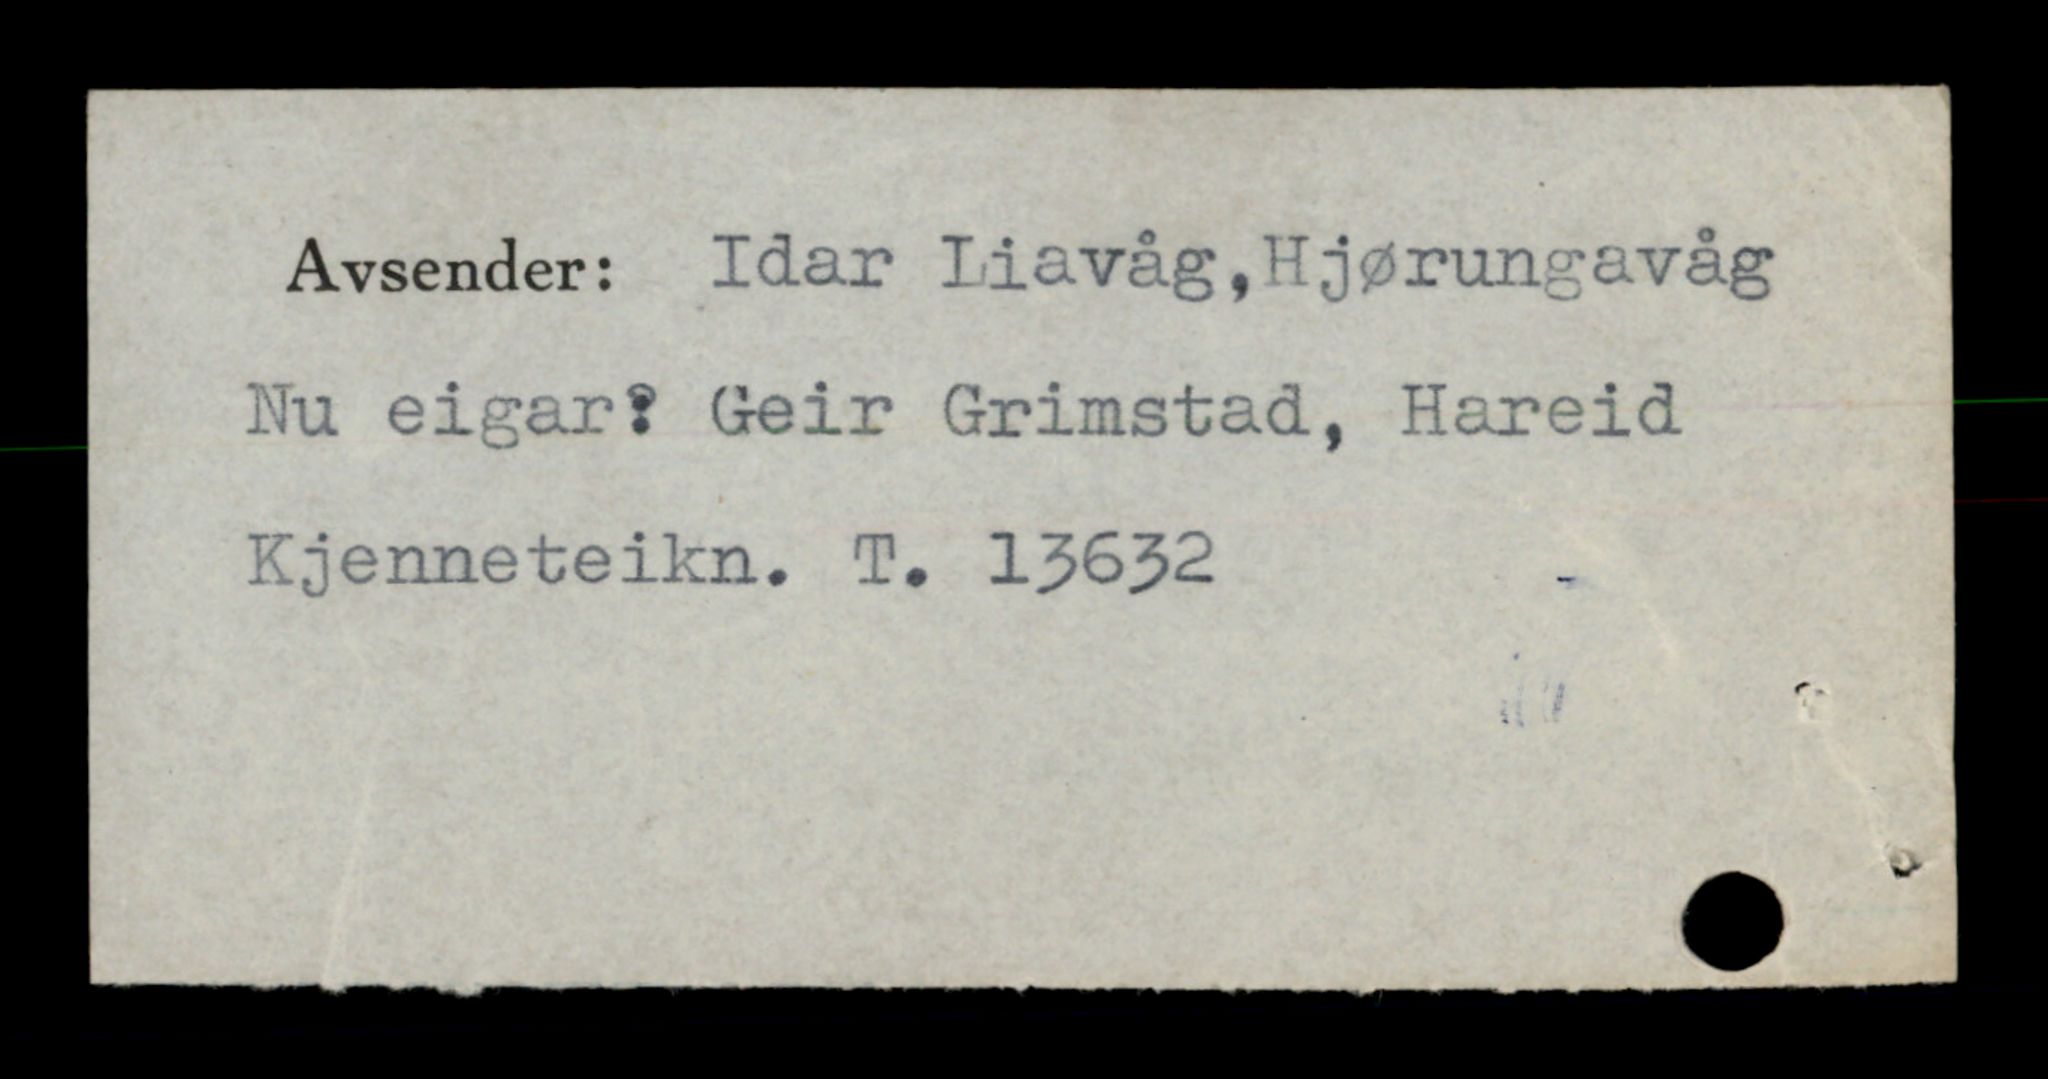 Avsender: Idar Liavåg,Hjørungavåg
Nu eigar: Geir Grimstad, Hareid
Kjenneteikn. T. 13632